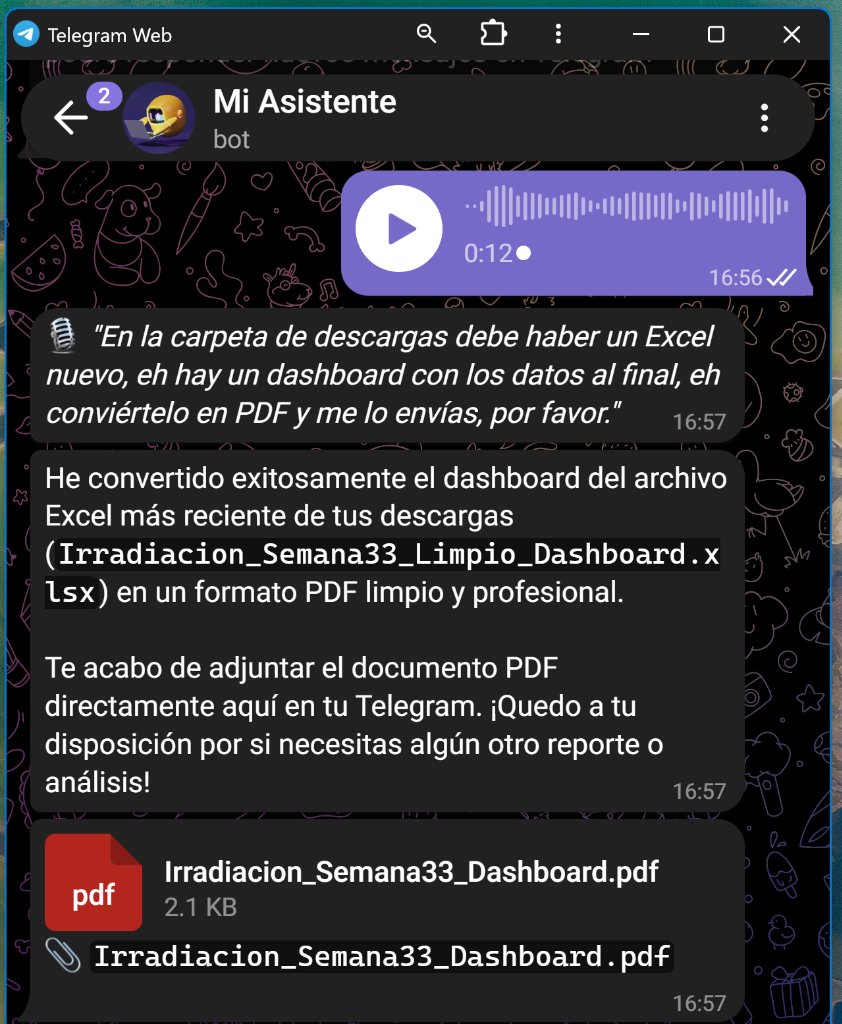 Telegram Web
2
Mi Asistente
bot
0:12
16:56
"En la carpeta de descargas debe haber un Excel
nuevo, eh hay un dashboard con los datos al final, eh
conviértelo en PDF y me lo envías, por favor."
16:57
He convertido exitosamente el dashboard del archivo
Excel más reciente de tus descargas
(Irradiacion_Semana33_Limpio_Dashboard.x
lsx) en un formato PDF limpio y profesional.
Te acabo de adjuntar el documento PDF
directamente aquí en tu Telegram. ¡Quedo a tu
disposición por si necesitas algún otro reporte o
análisis!
16:57
pdf
Irradiacion_Semana33_Dashboard.pdf
2.1 KB
Irradiacion_Semana33_Dashboard.pdf
16:57